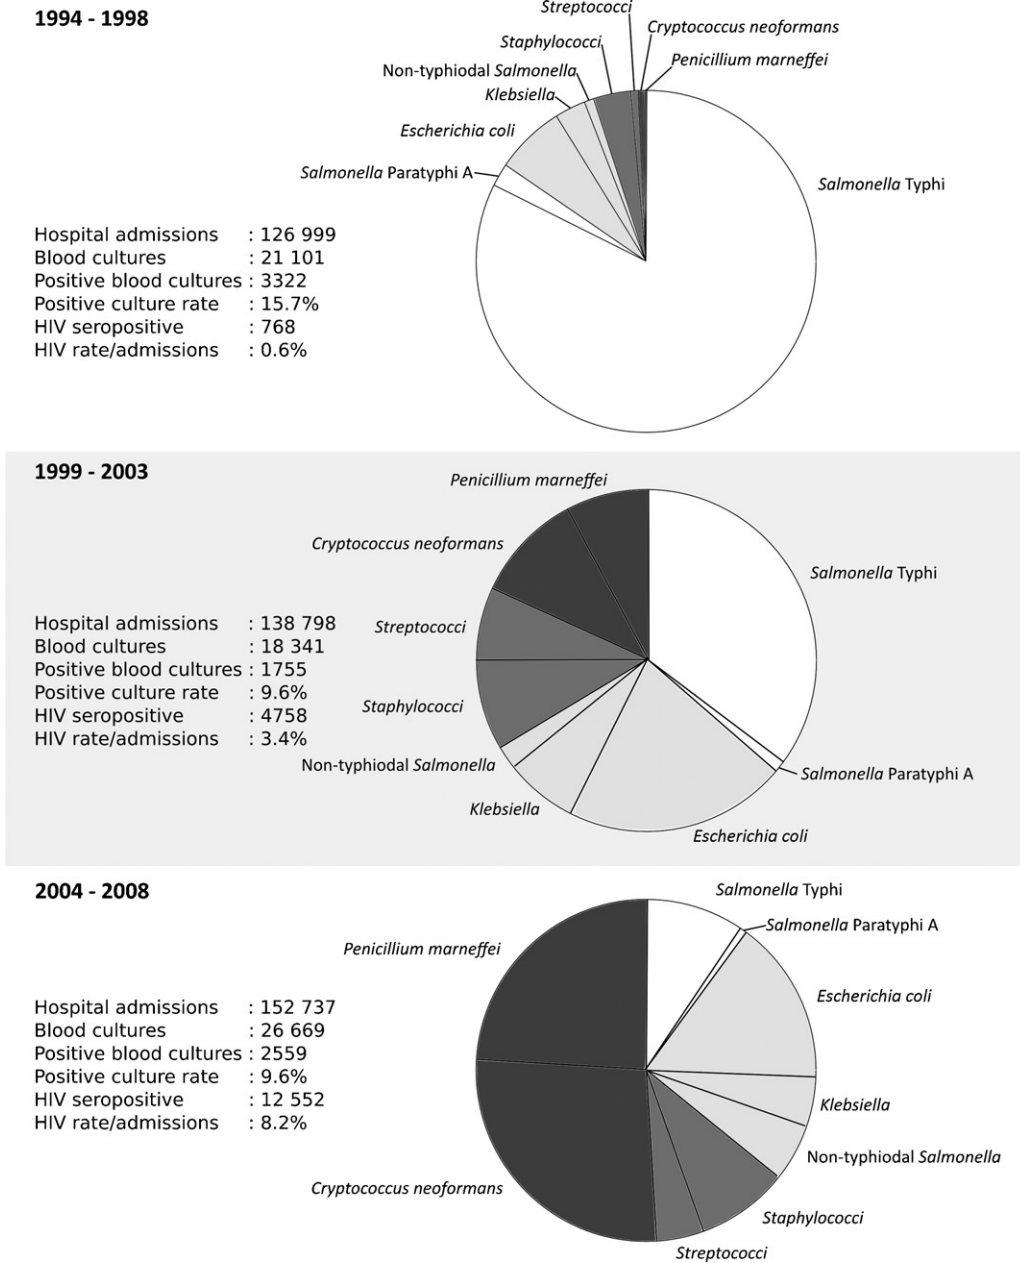 1994 - 1998
Streptococci
Cryptococcus neoformans
Staphylococci
Penicillium marneffei
Non-typhiodal Salmonella
Klebsiella
Escherichia coli
Salmonella Paratyphi A
Salmonella Typhi
Hospital admissions : 126 999
Blood cultures : 21 101
Positive blood cultures : 3322
Positive culture rate : 15.7%
HIV seropositive : 768
HIV rate/admissions : 0.6%
1999 - 2003
Penicillium marneffei
Cryptococcus neoformans
Salmonella Typhi
Streptococci
Staphylococci
Non-typhiodal Salmonella
Salmonella Paratyphi A
Klebsiella
Escherichia coli
Hospital admissions : 138 798
Blood cultures : 18 341
Positive blood cultures : 1755
Positive culture rate : 9.6%
HIV seropositive : 4758
HIV rate/admissions : 3.4%
2004 - 2008
Salmonella Typhi
Salmonella Paratyphi A
Penicillium marneffei
Escherichia coli
Klebsiella
Non-typhiodal Salmonella
Cryptococcus neoformans
Staphylococci
Streptococci
Hospital admissions : 152 737
Blood cultures : 26 669
Positive blood cultures : 2559
Positive culture rate : 9.6%
HIV seropositive : 12 552
HIV rate/admissions : 8.2%